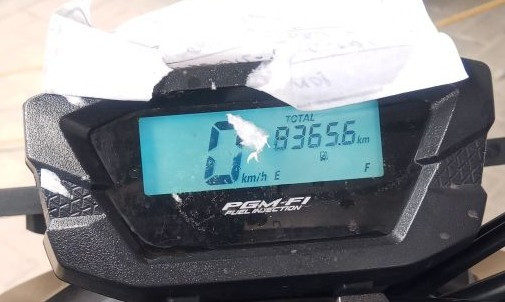 TOTAL
0 km/h 8365.6 km
E F
PGM-FI
FUEL INJECTION